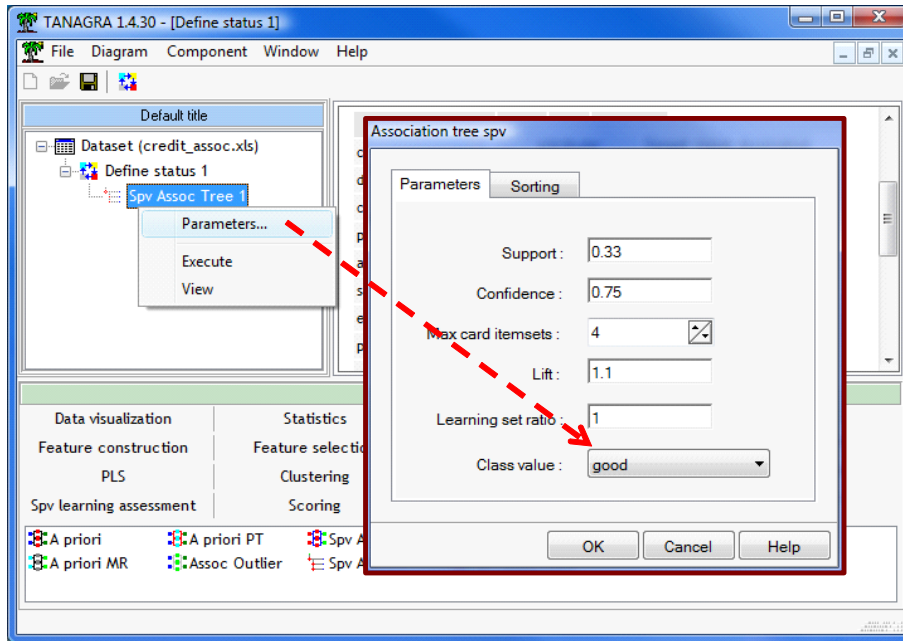 TANAGRA 1.4.30 - [Define status 1]
File Diagram Component Window Help
Default title
Dataset (credit_assoc.xls)
Define status 1
Spv Assoc Tree 1
Parameters...
Execute
View
Association tree spv
Parameters Sorting
Support : 0.33
Confidence : 0.75
Max card itemsets : 4
Lift : 1.1
Learning set ratio : 1
Class value : good
OK Cancel Help
Data visualization Statistics
Feature construction Feature selectio
PLS Clustering
Spv learning assessment Scoring
A priori A priori PT Spv A
A priori MR Assoc Outlier Spv A